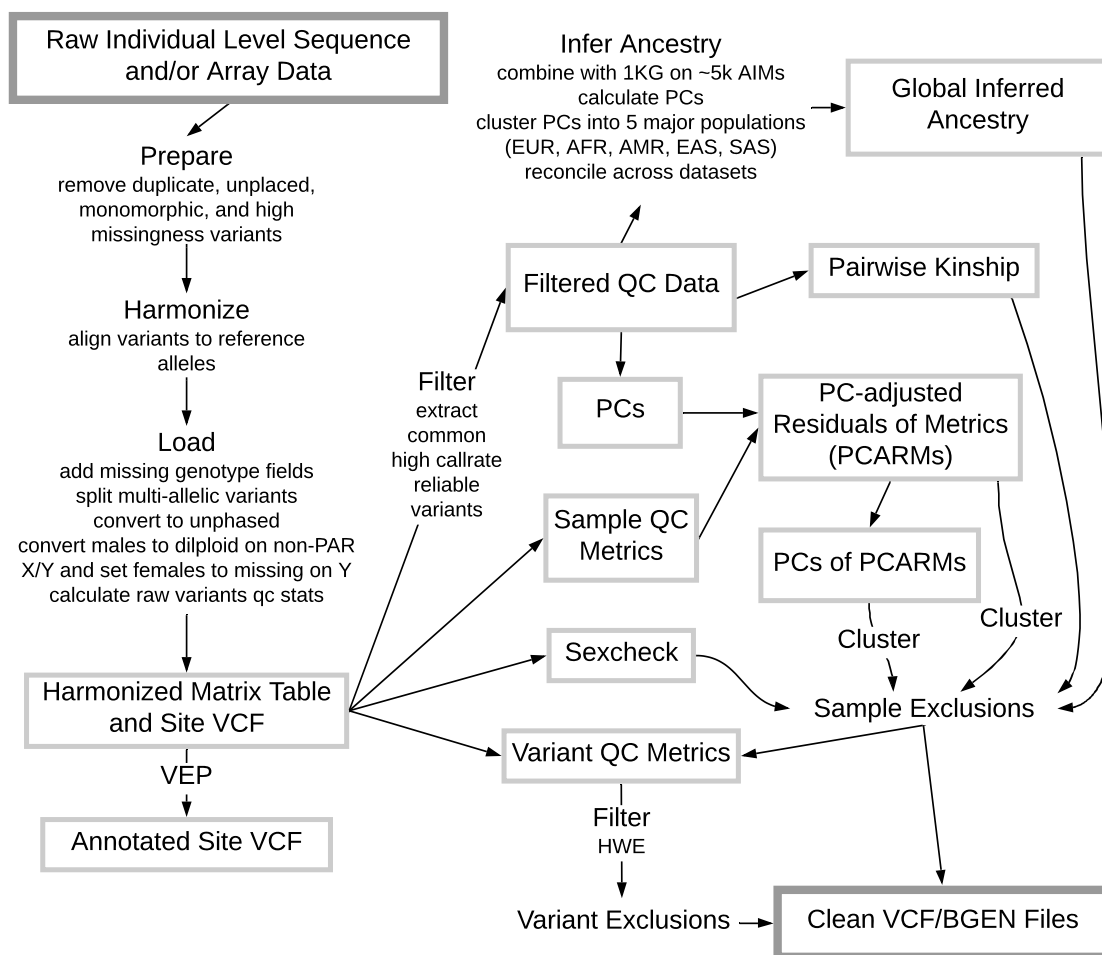 Raw Individual Level Sequence
and/or Array Data
Prepare
remove duplicate, unplaced,
monomorphic, and high
missingness variants
Harmonize
align variants to reference
alleles
Load
add missing genotype fields
split multi-allelic variants
convert to unphased
convert males to dilploid on non-PAR
X/Y and set females to missing on Y
calculate raw variants qc stats
Harmonized Matrix Table
and Site VCF
VEP
Annotated Site VCF
Filter
extract
common
high callrate
reliable
variants
Infer Ancestry
combine with 1KG on ~5k AIMs
calculate PCs
cluster PCs into 5 major populations
(EUR, AFR, AMR, EAS, SAS)
reconcile across datasets
Global Inferred
Ancestry
Filtered QC Data
Pairwise Kinship
PCs
PC-adjusted
Residuals of Metrics
(PCARMs)
Sample QC
Metrics
PCs of PCARMs
Cluster
Cluster
Sexcheck
Sample Exclusions
Variant QC Metrics
Filter
HWE
Variant Exclusions
Clean VCF/BGEN Files